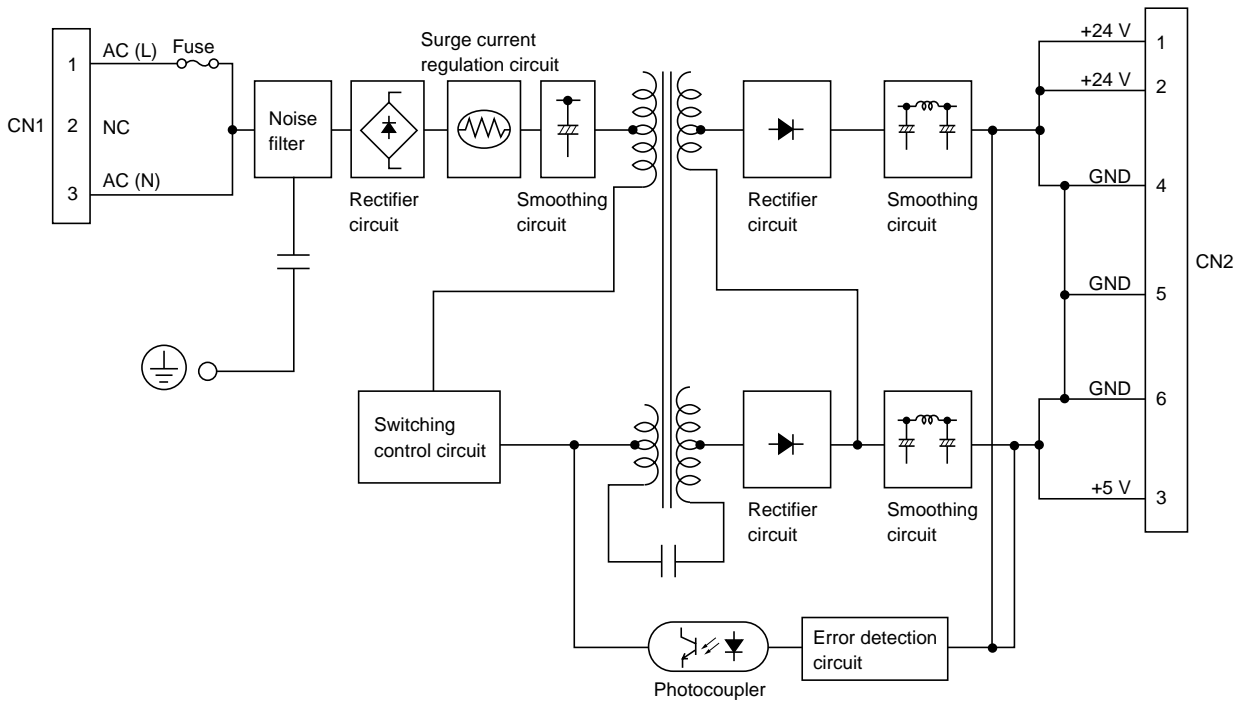 CN1
1
AC (L)
Fuse
2
NC
3
AC (N)
Noise
filter
Rectifier
circuit
Surge current
regulation circuit
Smoothing
circuit
Rectifier
circuit
Smoothing
circuit
+24 V
1
+24 V
2
GND
4
GND
5
GND
6
+5 V
3
CN2
Switching
control circuit
Rectifier
circuit
Smoothing
circuit
Photocoupler
Error detection
circuit